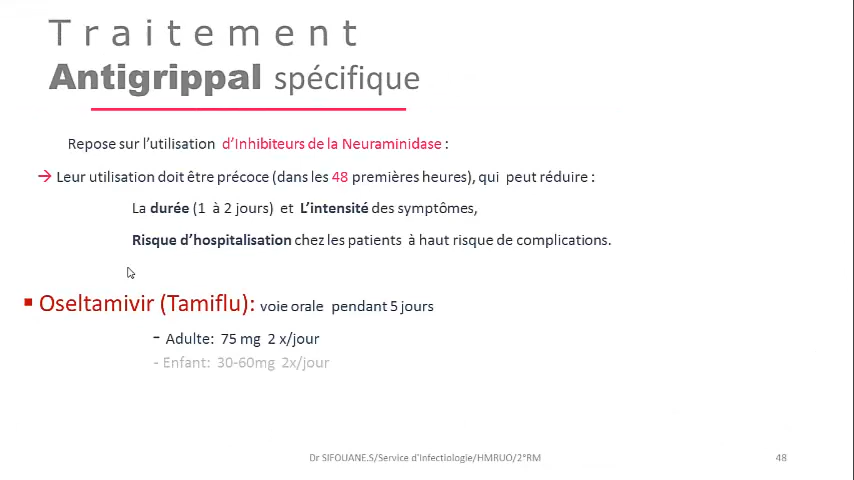 Traitement
Antigrippal spécifique
Repose sur l’utilisation d’Inhibiteurs de la Neuraminidase :
→ Leur utilisation doit être précoce (dans les 48 premières heures), qui peut réduire :
La durée (1 à 2 jours) et L’intensité des symptômes,
Risque d’hospitalisation chez les patients à haut risque de complications.
▪ Oseltamivir (Tamiflu): voie orale pendant 5 jours
- Adulte: 75 mg 2 x/jour
- Enfant: 30-60mg 2x/jour
Dr SIFOUANE.S/Service d'Infectiologie/HMRUO/2°RM 48